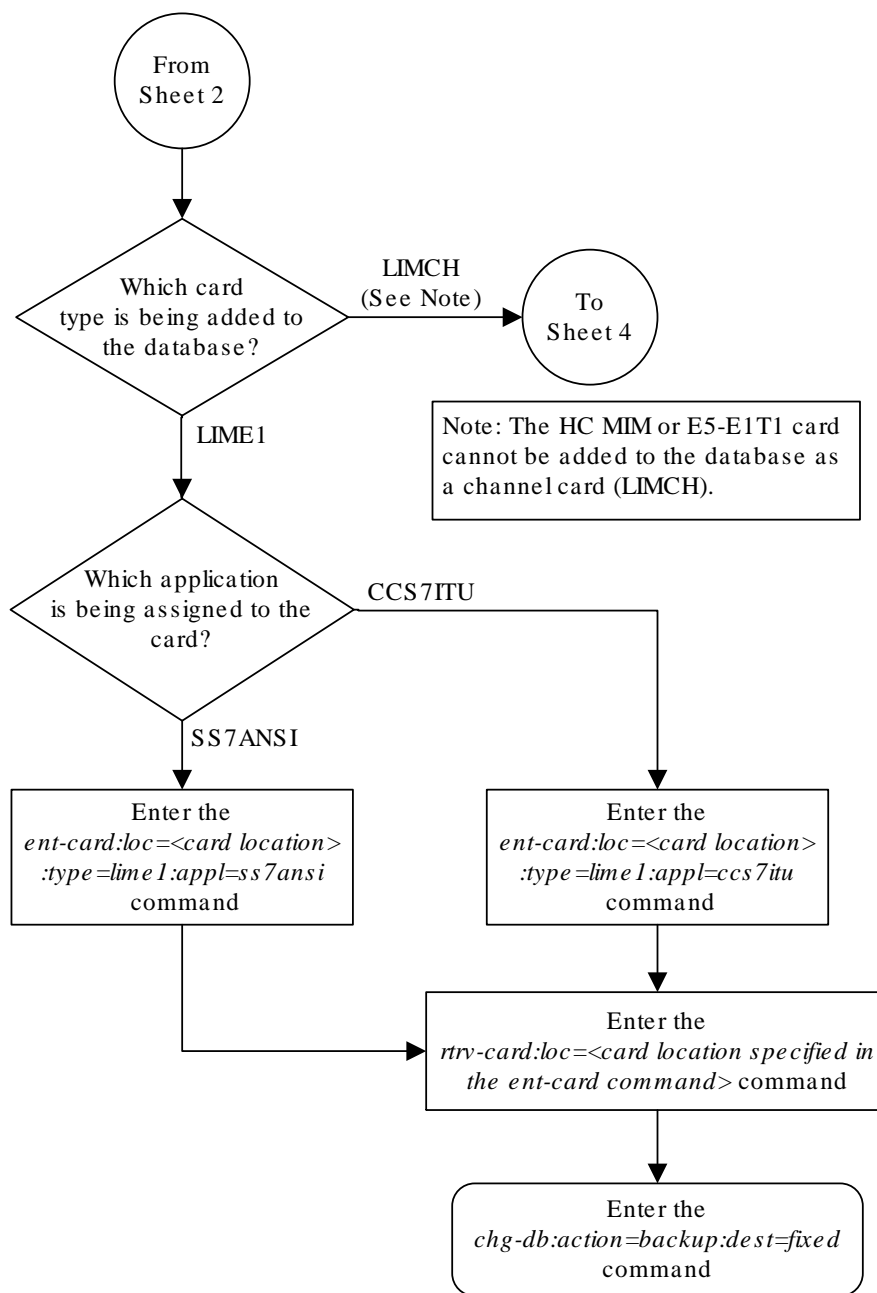 From
Sheet 2
Which card
type is being added to
the database?
LIMCH
(See Note)
To
Sheet 4
LIME1
Note: The HC MIM or E5-E1T1 card
cannot be added to the database as
a channel card (LIMCH).
Which application
is being assigned to the
card?
CCS7ITU
SS7ANSI
Enter the
ent-card:loc=<card location>
:type=lime1:appl=ss7ansi
command
Enter the
ent-card:loc=<card location>
:type=lime1:appl=ccs7itu
command
Enter the
rtrv-card:loc=<card location specified in
the ent-card command> command
Enter the
chg-db:action=backup:dest=fixed
command